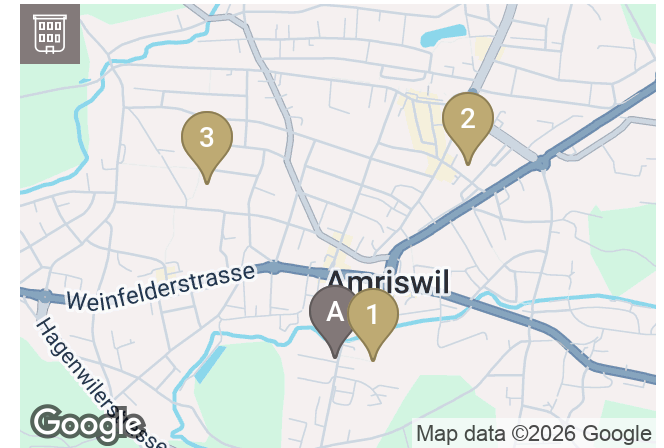 2
3
Weinfelderstrasse
Amriswil
A
1
Hagenwilerstrasse
Google
Map data ©2026 Google